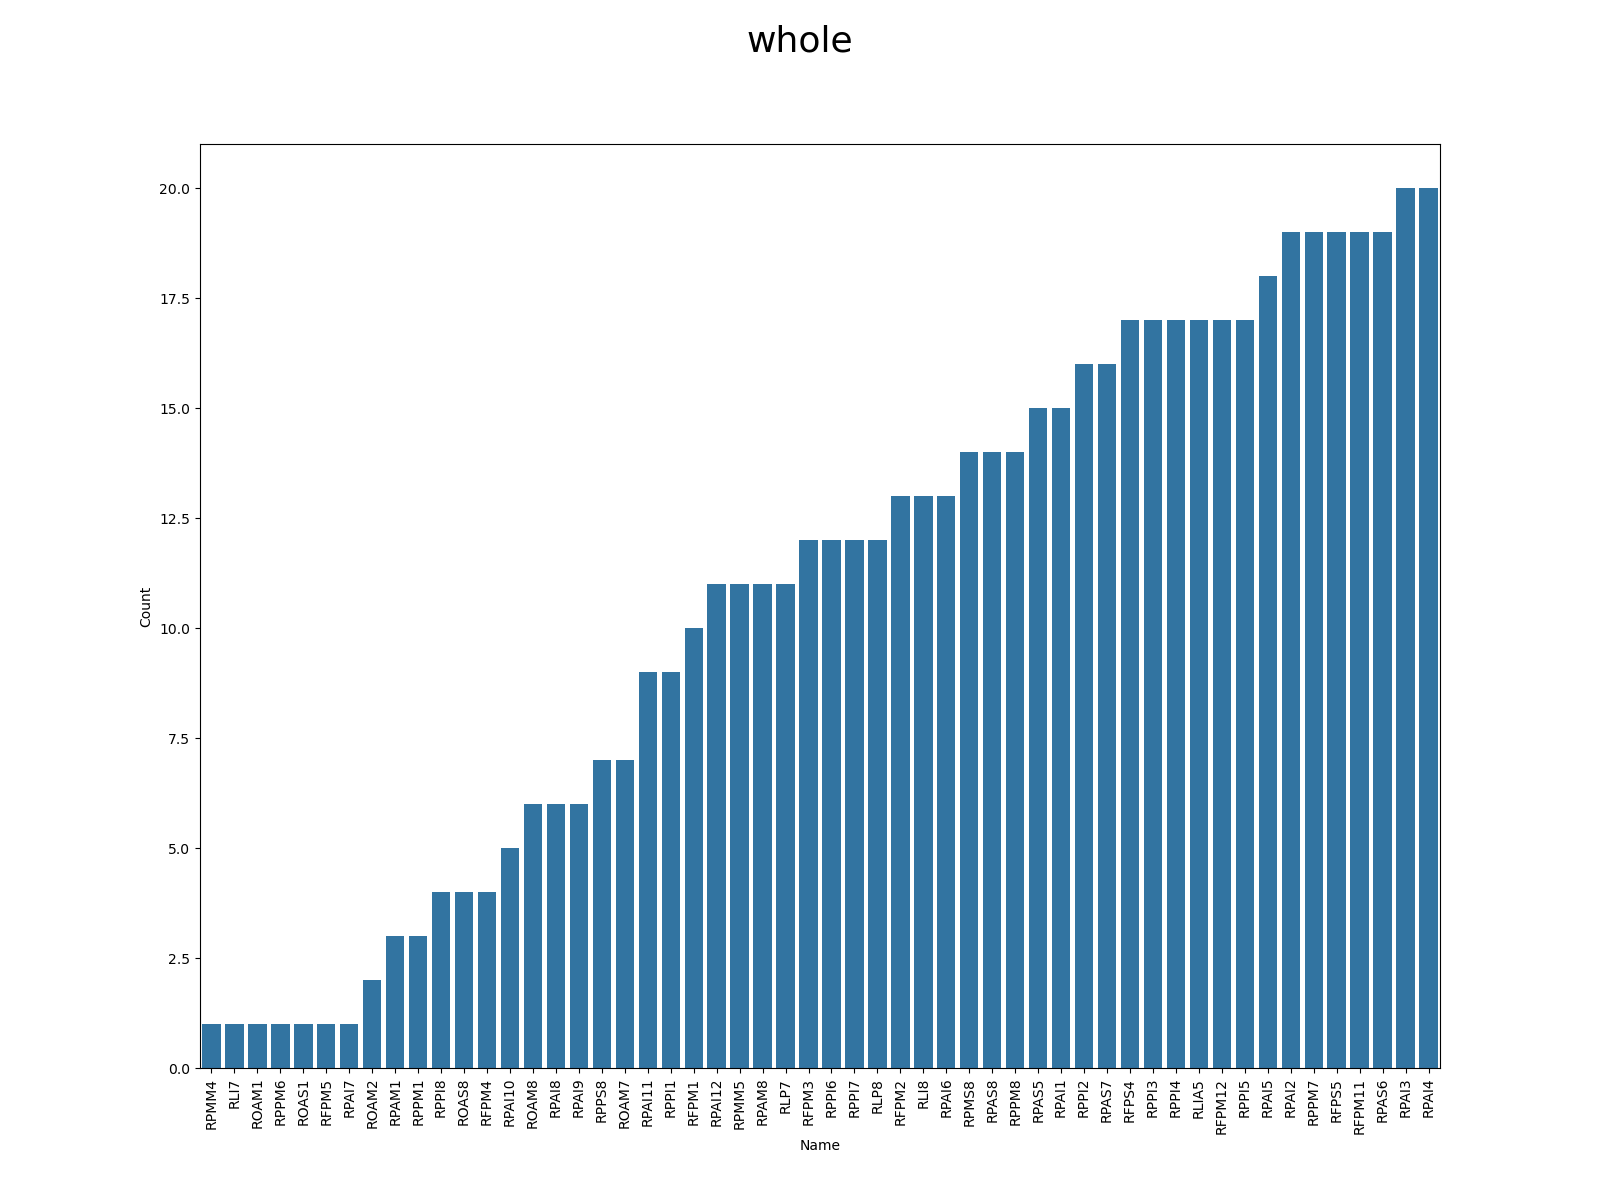 whole
20.0
17.5
15.0
12.5
10.0
7.5
5.0
2.5
0.0
Count
RPMM4
RLI7
ROAM1
RPPM6
ROAS1
RFPM5
RPAI7
ROAM2
RPAM1
RPPM1
RPPI8
ROAS8
RFPM4
RPAI10
ROAM8
RPAI8
RPAI9
RPPS8
ROAM7
RPAI11
RPPI1
RFPM1
RPAI12
RPMM5
RPAM8
RLP7
RFPM3
RPPI6
RPPI7
RLP8
RFPM2
RLI8
RPAI6
RPMS8
RPAS8
RPPM8
RPAS5
RPAI1
RPPI2
RPAS7
RFPS4
RPPI3
RPPI4
RLIA5
RFPM12
RPPI5
RPAI5
RPAI2
RPPM7
RFPS5
RFPM11
RPAS6
RPAI3
RPAI4
Name